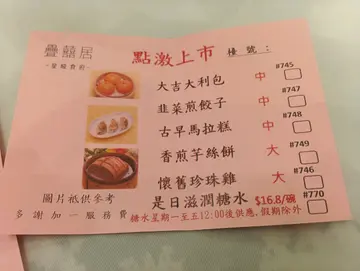 疊囍居
點激上市 檯號：
-皇極食府-
#745
大吉大利包 中
#747
韮菜煎餃子 中
#748
古早馬拉糕 中
#749
香煎芋絲餅 大
#746
懷舊珍珠雞 大
#770
是日滋潤糖水 $16.8/碗
圖片祗供參考
多謝加一服務費
糖水星期一至五12:00後供應,假期除外